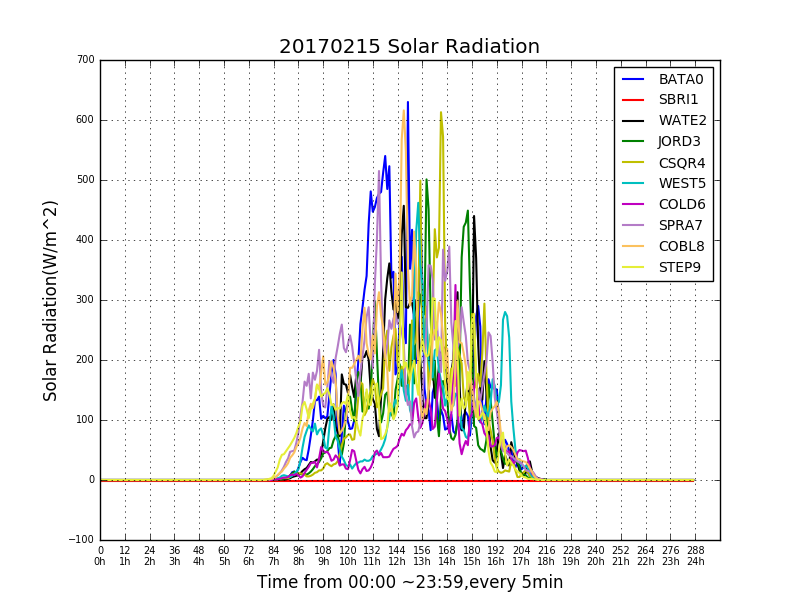 20170215 Solar Radiation
700
600
500
400
300
200
100
0
−100
Solar Radiation(W/m^2)
BATA0
SBRI1
WATE2
JORD3
CSQR4
WEST5
COLD6
SPRA7
COBL8
STEP9
0 12 24 36 48 60 72 84 96 108 120 132 144 156 168 180 192 204 216 228 240 252 264 276 288
0h 1h 2h 3h 4h 5h 6h 7h 8h 9h 10h 11h 12h 13h 14h 15h 16h 17h 18h 19h 20h 21h 22h 23h 24h
Time from 00:00 ~23:59,every 5min